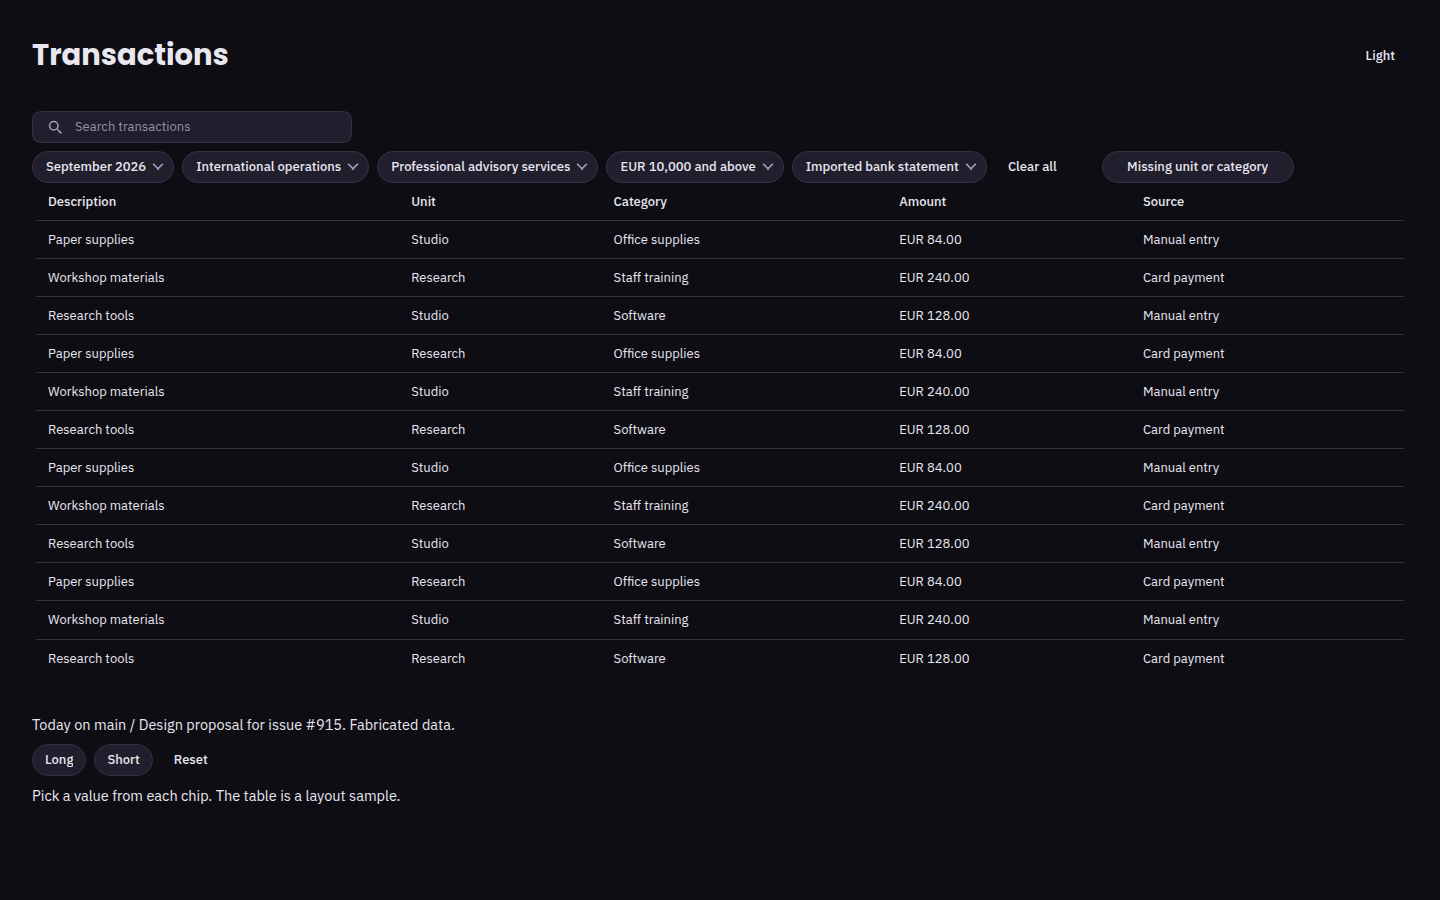 Transactions
Light
Search transactions
September 2026 International operations Professional advisory services EUR 10,000 and above Imported bank statement Clear all Missing unit or category
Description Unit Category Amount Source
Paper supplies Studio Office supplies EUR 84.00 Manual entry
Workshop materials Research Staff training EUR 240.00 Card payment
Research tools Studio Software EUR 128.00 Manual entry
Paper supplies Research Office supplies EUR 84.00 Card payment
Workshop materials Studio Staff training EUR 240.00 Manual entry
Research tools Research Software EUR 128.00 Card payment
Paper supplies Studio Office supplies EUR 84.00 Manual entry
Workshop materials Research Staff training EUR 240.00 Card payment
Research tools Studio Software EUR 128.00 Manual entry
Paper supplies Research Office supplies EUR 84.00 Card payment
Workshop materials Studio Staff training EUR 240.00 Manual entry
Research tools Research Software EUR 128.00 Card payment
Today on main / Design proposal for issue #915. Fabricated data.
Long Short Reset
Pick a value from each chip. The table is a layout sample.